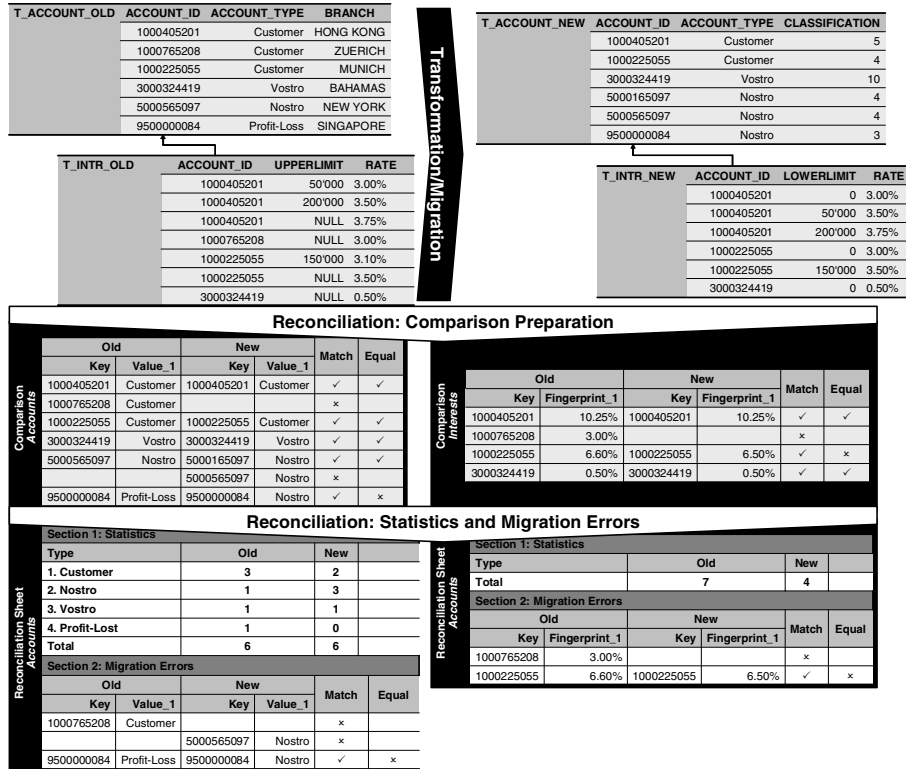 T_ACCOUNT_OLD ACCOUNT_ID ACCOUNT_TYPE BRANCH
1000405201 Customer HONG KONG
1000765208 Customer ZUERICH
1000225055 Customer MUNICH
3000324419 Vostro BAHAMAS
5000565097 Nostro NEW YORK
9500000084 Profit-Loss SINGAPORE
T_INTR_OLD ACCOUNT_ID UPPERLIMIT RATE
1000405201 50'000 3.00%
1000405201 200'000 3.50%
1000405201 NULL 3.75%
1000765208 NULL 3.00%
1000225055 150'000 3.10%
1000225055 NULL 3.50%
3000324419 NULL 0.50%
Transformation/Migration
T_ACCOUNT_NEW ACCOUNT_ID ACCOUNT_TYPE CLASSIFICATION
1000405201 Customer 5
1000225055 Customer 4
3000324419 Vostro 10
5000165097 Nostro 4
5000565097 Nostro 4
9500000084 Nostro 3
T_INTR_NEW ACCOUNT_ID LOWERLIMIT RATE
1000405201 0 3.00%
1000405201 50'000 3.50%
1000405201 200'000 3.75%
1000225055 0 3.00%
1000225055 150'000 3.50%
3000324419 0 0.50%
Reconciliation: Comparison Preparation
Comparison
Accounts
Old New Match Equal
Key Value_1 Key Value_1
1000405201 Customer 1000405201 Customer ✓ ✓
1000765208 Customer ×
1000225055 Customer 1000225055 Customer ✓ ✓
3000324419 Vostro 3000324419 Vostro ✓ ✓
5000565097 Nostro 5000165097 Nostro ✓ ✓
5000565097 Nostro ×
9500000084 Profit-Loss 9500000084 Nostro ✓ ×
Comparison
Interests
Old New Match Equal
Key Fingerprint_1 Key Fingerprint_1
1000405201 10.25% 1000405201 10.25% ✓ ✓
1000765208 3.00% ×
1000225055 6.60% 1000225055 6.50% ✓ ×
3000324419 0.50% 3000324419 0.50% ✓ ✓
Reconciliation: Statistics and Migration Errors
Reconciliation Sheet
Accounts
Section 1: Statistics
Type Old New
1. Customer 3 2
2. Nostro 1 3
3. Vostro 1 1
4. Profit-Lost 1 0
Total 6 6
Section 2: Migration Errors
Old New Match Equal
Key Value_1 Key Value_1
1000765208 Customer ×
5000565097 Nostro ×
9500000084 Profit-Loss 9500000084 Nostro ✓ ×
Reconciliation Sheet
Accounts
Section 1: Statistics
Type Old New
Total 7 4
Section 2: Migration Errors
Old New Match Equal
Key Fingerprint_1 Key Fingerprint_1
1000765208 3.00% ×
1000225055 6.60% 1000225055 6.50% ✓ ×